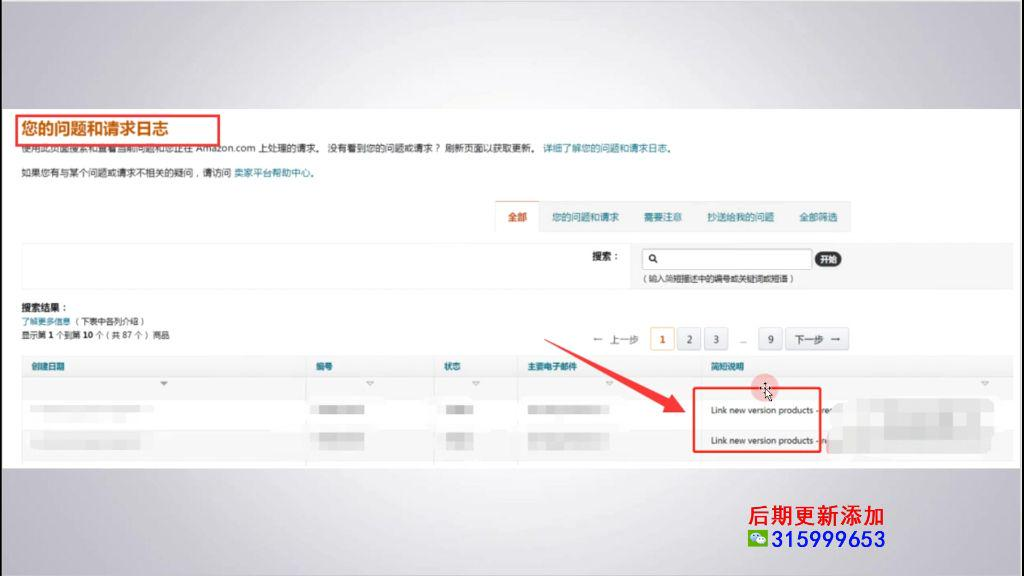 您的问题和请求日志
使用此页面搜索和查看当前问题和您正在 Amazon.com 上处理的请求。 没有看到您的问题或请求？ 刷新页面以获取更新。 详细了解您的问题和请求日志。
如果您有与某个问题或请求不相关的疑问，请访问 卖家平台帮助中心。
全部 您的问题和请求 需要注意 抄送给我的问题 全部筛选
搜索： 开始
（ 输入简短描述中的编号或关键词或短语 ）
搜索结果：
了解更多信息 （ 下表中各列介绍 ）
显示第 1 个到第 10 个（ 共 87 个 ） 商品
← 上一步 1 2 3 ... 9 下一步 →
创建日期 编号 状态 主要电子邮件 简短说明
Link new version products - re
Link new version products - re
后期更新添加
315999653